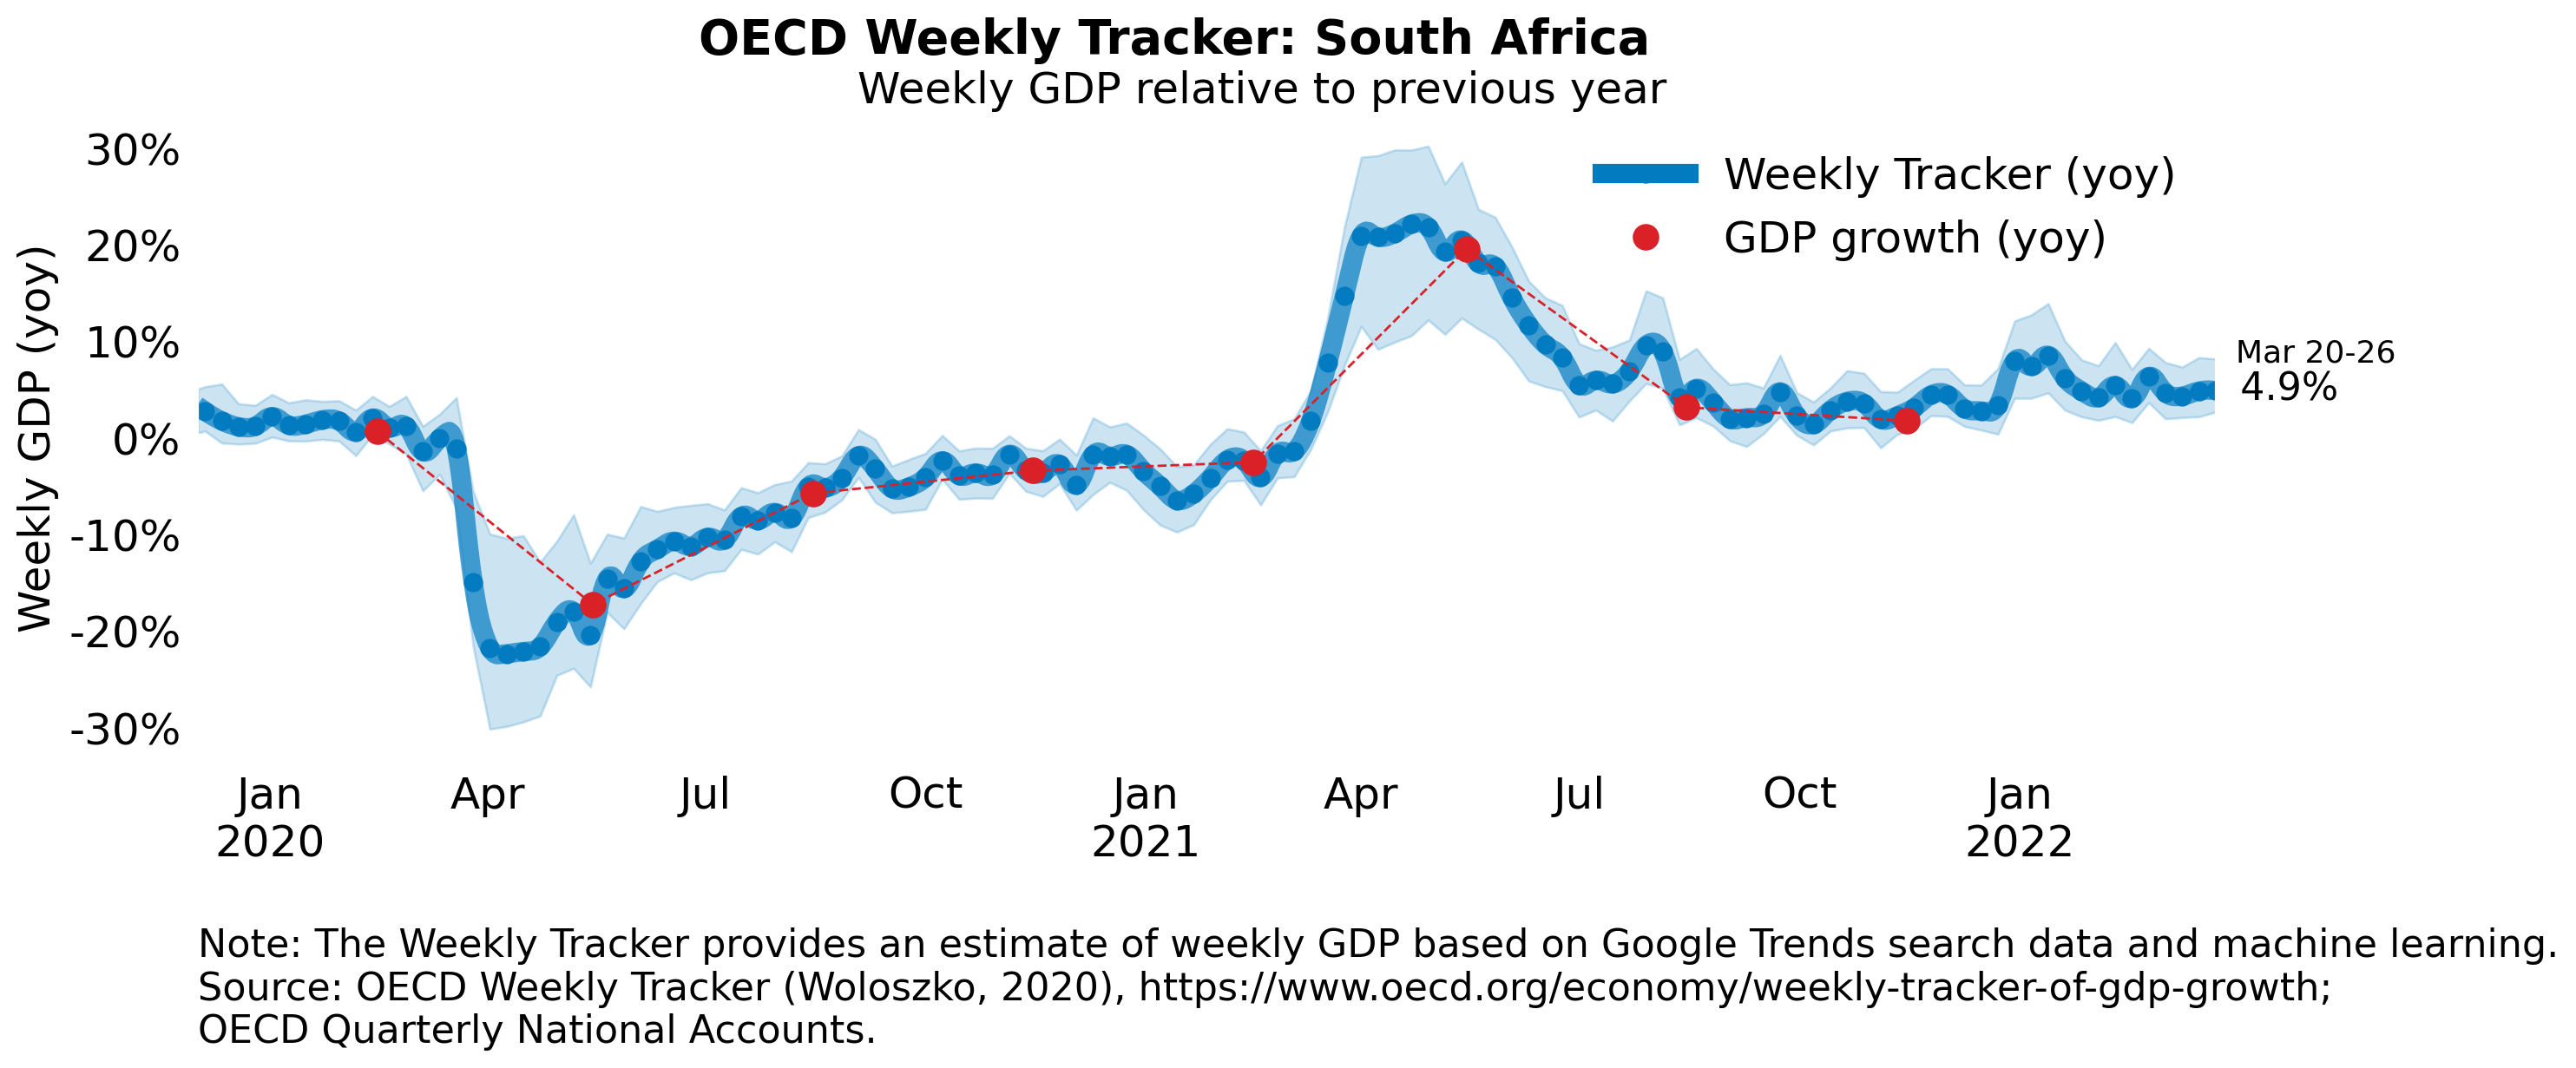 OECD Weekly Tracker: South Africa
Weekly GDP relative to previous year
Weekly GDP (yoy)
30%
20%
10%
0%
-10%
-20%
-30%
Weekly Tracker (yoy)
GDP growth (yoy)
Mar 20-26
4.9%
Jan
2020
Apr
Jul
Oct
Jan
2021
Apr
Jul
Oct
Jan
2022
Note: The Weekly Tracker provides an estimate of weekly GDP based on Google Trends search data and machine learning.
Source: OECD Weekly Tracker (Woloszko, 2020), https://www.oecd.org/economy/weekly-tracker-of-gdp-growth;
OECD Quarterly National Accounts.